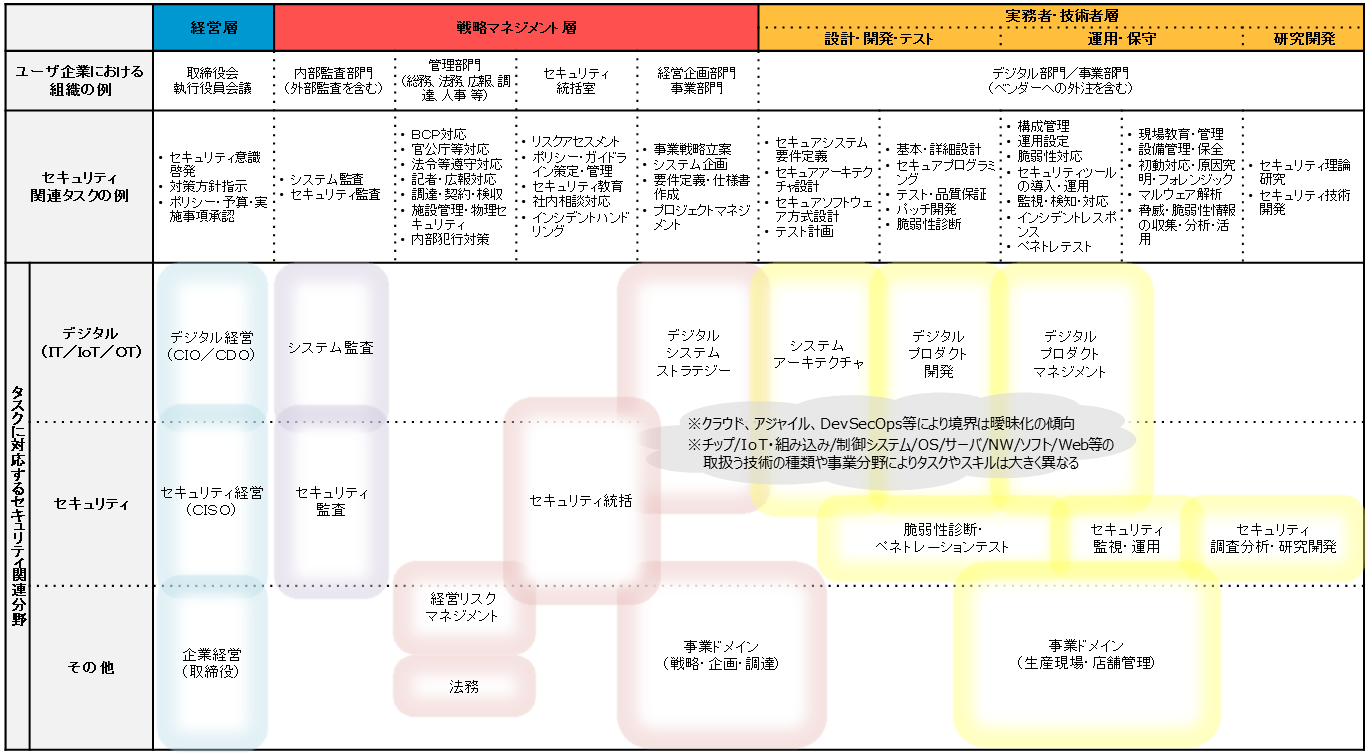 経営層
戦略マネジメント層
実務者・技術者層
設計・開発・テスト
運用・保守
研究開発
ユーザ企業における
組織の例
取締役会
執行役員会議
内部監査部門
（外部監査を含む）
管理部門
（総務、法務、広報、調
達、人事 等）
セキュリティ
統括室
経営企画部門
事業部門
デジタル部門／事業部門
（ベンダーへの外注を含む）
セキュリティ
関連タスクの例
・セキュリティ意識
啓発
・対策方針指示
・ポリシー・予算・実
施事項承認
・システム監査
・セキュリティ監査
・BCP対応
・官公庁等対応
・法令等遵守対応
・記者・広報対応
・調達・契約・検収
・施設管理・物理セ
キュリティ
・内部犯行対策
・リスクアセスメント
・ポリシー・ガイドラ
イン策定・管理
・セキュリティ教育
・社内相談対応
・インシデントハンド
リング
・事業戦略立案
・システム企画
・要件定義・仕様書
作成
・プロジェクトマネジ
メント
・セキュアシステム
要件定義
・セキュアアーキテク
チャ設計
・セキュアソフトウェ
ア方式設計
・テスト計画
・基本・詳細設計
・セキュアプログラミ
ング
・テスト・品質保証
・パッチ開発
・脆弱性診断
・構成管理
・運用設定
・脆弱性対応
・セキュリティツール
の導入・運用
・監視・検知・対応
・インシデントレスポ
ンス
・ペネトレテスト
・現場教育・管理
・設備管理・保全
・初動対応・原因究
明・フォレンジック
・マルウェア解析
・脅威・脆弱性情報
の収集・分析・活
用
・セキュリティ理論
研究
・セキュリティ技術
開発
タスクに対応するセキュリティ関連分野
デジタル
（IT／IoT／OT）
デジタル経営
（CIO／CDO）
システム監査
デジタル
システム
ストラテジー
システム
アーキテクチャ
デジタル
プロダクト
開発
デジタル
プロダクト
マネジメント
※クラウド、アジャイル、DevSecOps等により境界は曖昧化の傾向
※チップ/IoT・組み込み/制御システム/OS/サーバ/NW/ソフト/Web等の
取扱う技術の種類や事業分野によりタスクやスキルは大きく異なる
セキュリティ
セキュリティ経営
（CISO）
セキュリティ
監査
セキュリティ統括
脆弱性診断・
ペネトレーションテスト
セキュリティ
監視・運用
セキュリティ
調査分析・研究開発
その他
企業経営
（取締役）
経営リスク
マネジメント
法務
事業ドメイン
（戦略・企画・調達）
事業ドメイン
（生産現場・店舗管理）